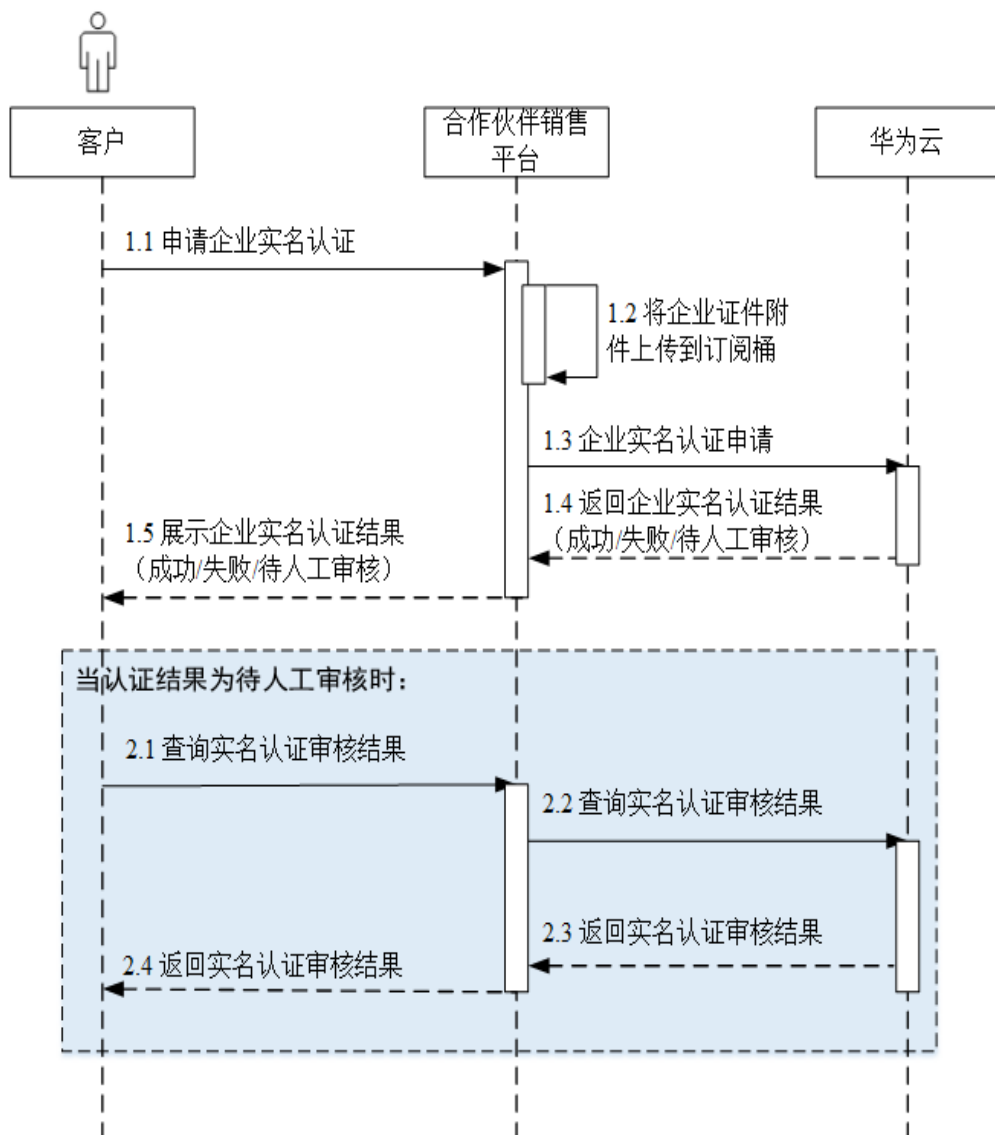 客户
合作伙伴销售
平台
华为云
1.1 申请企业实名认证
1.2 将企业证件附
件上传到订阅桶
1.3 企业实名认证申请
1.4 返回企业实名认证结果
（成功/失败/待人工审核）
1.5 展示企业实名认证结果
（成功/失败/待人工审核）
当认证结果为待人工审核时：
2.1 查询实名认证审核结果
2.2 查询实名认证审核结果
2.3 返回实名认证审核结果
2.4 返回实名认证审核结果